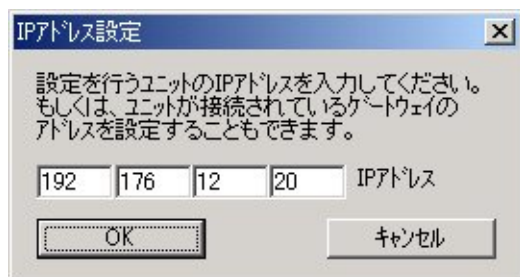 IPｱﾄﾞﾚｽ設定
設定を行うﾕﾆｯﾄのIPｱﾄﾞﾚｽを入力してください。
もしくは、ﾕﾆｯﾄが接続されているｹﾞｰﾄｳｪｲの
ｱﾄﾞﾚｽを設定することもできます。
192 176 12 20 IPｱﾄﾞﾚｽ
OK ｷｬﾝｾﾙ